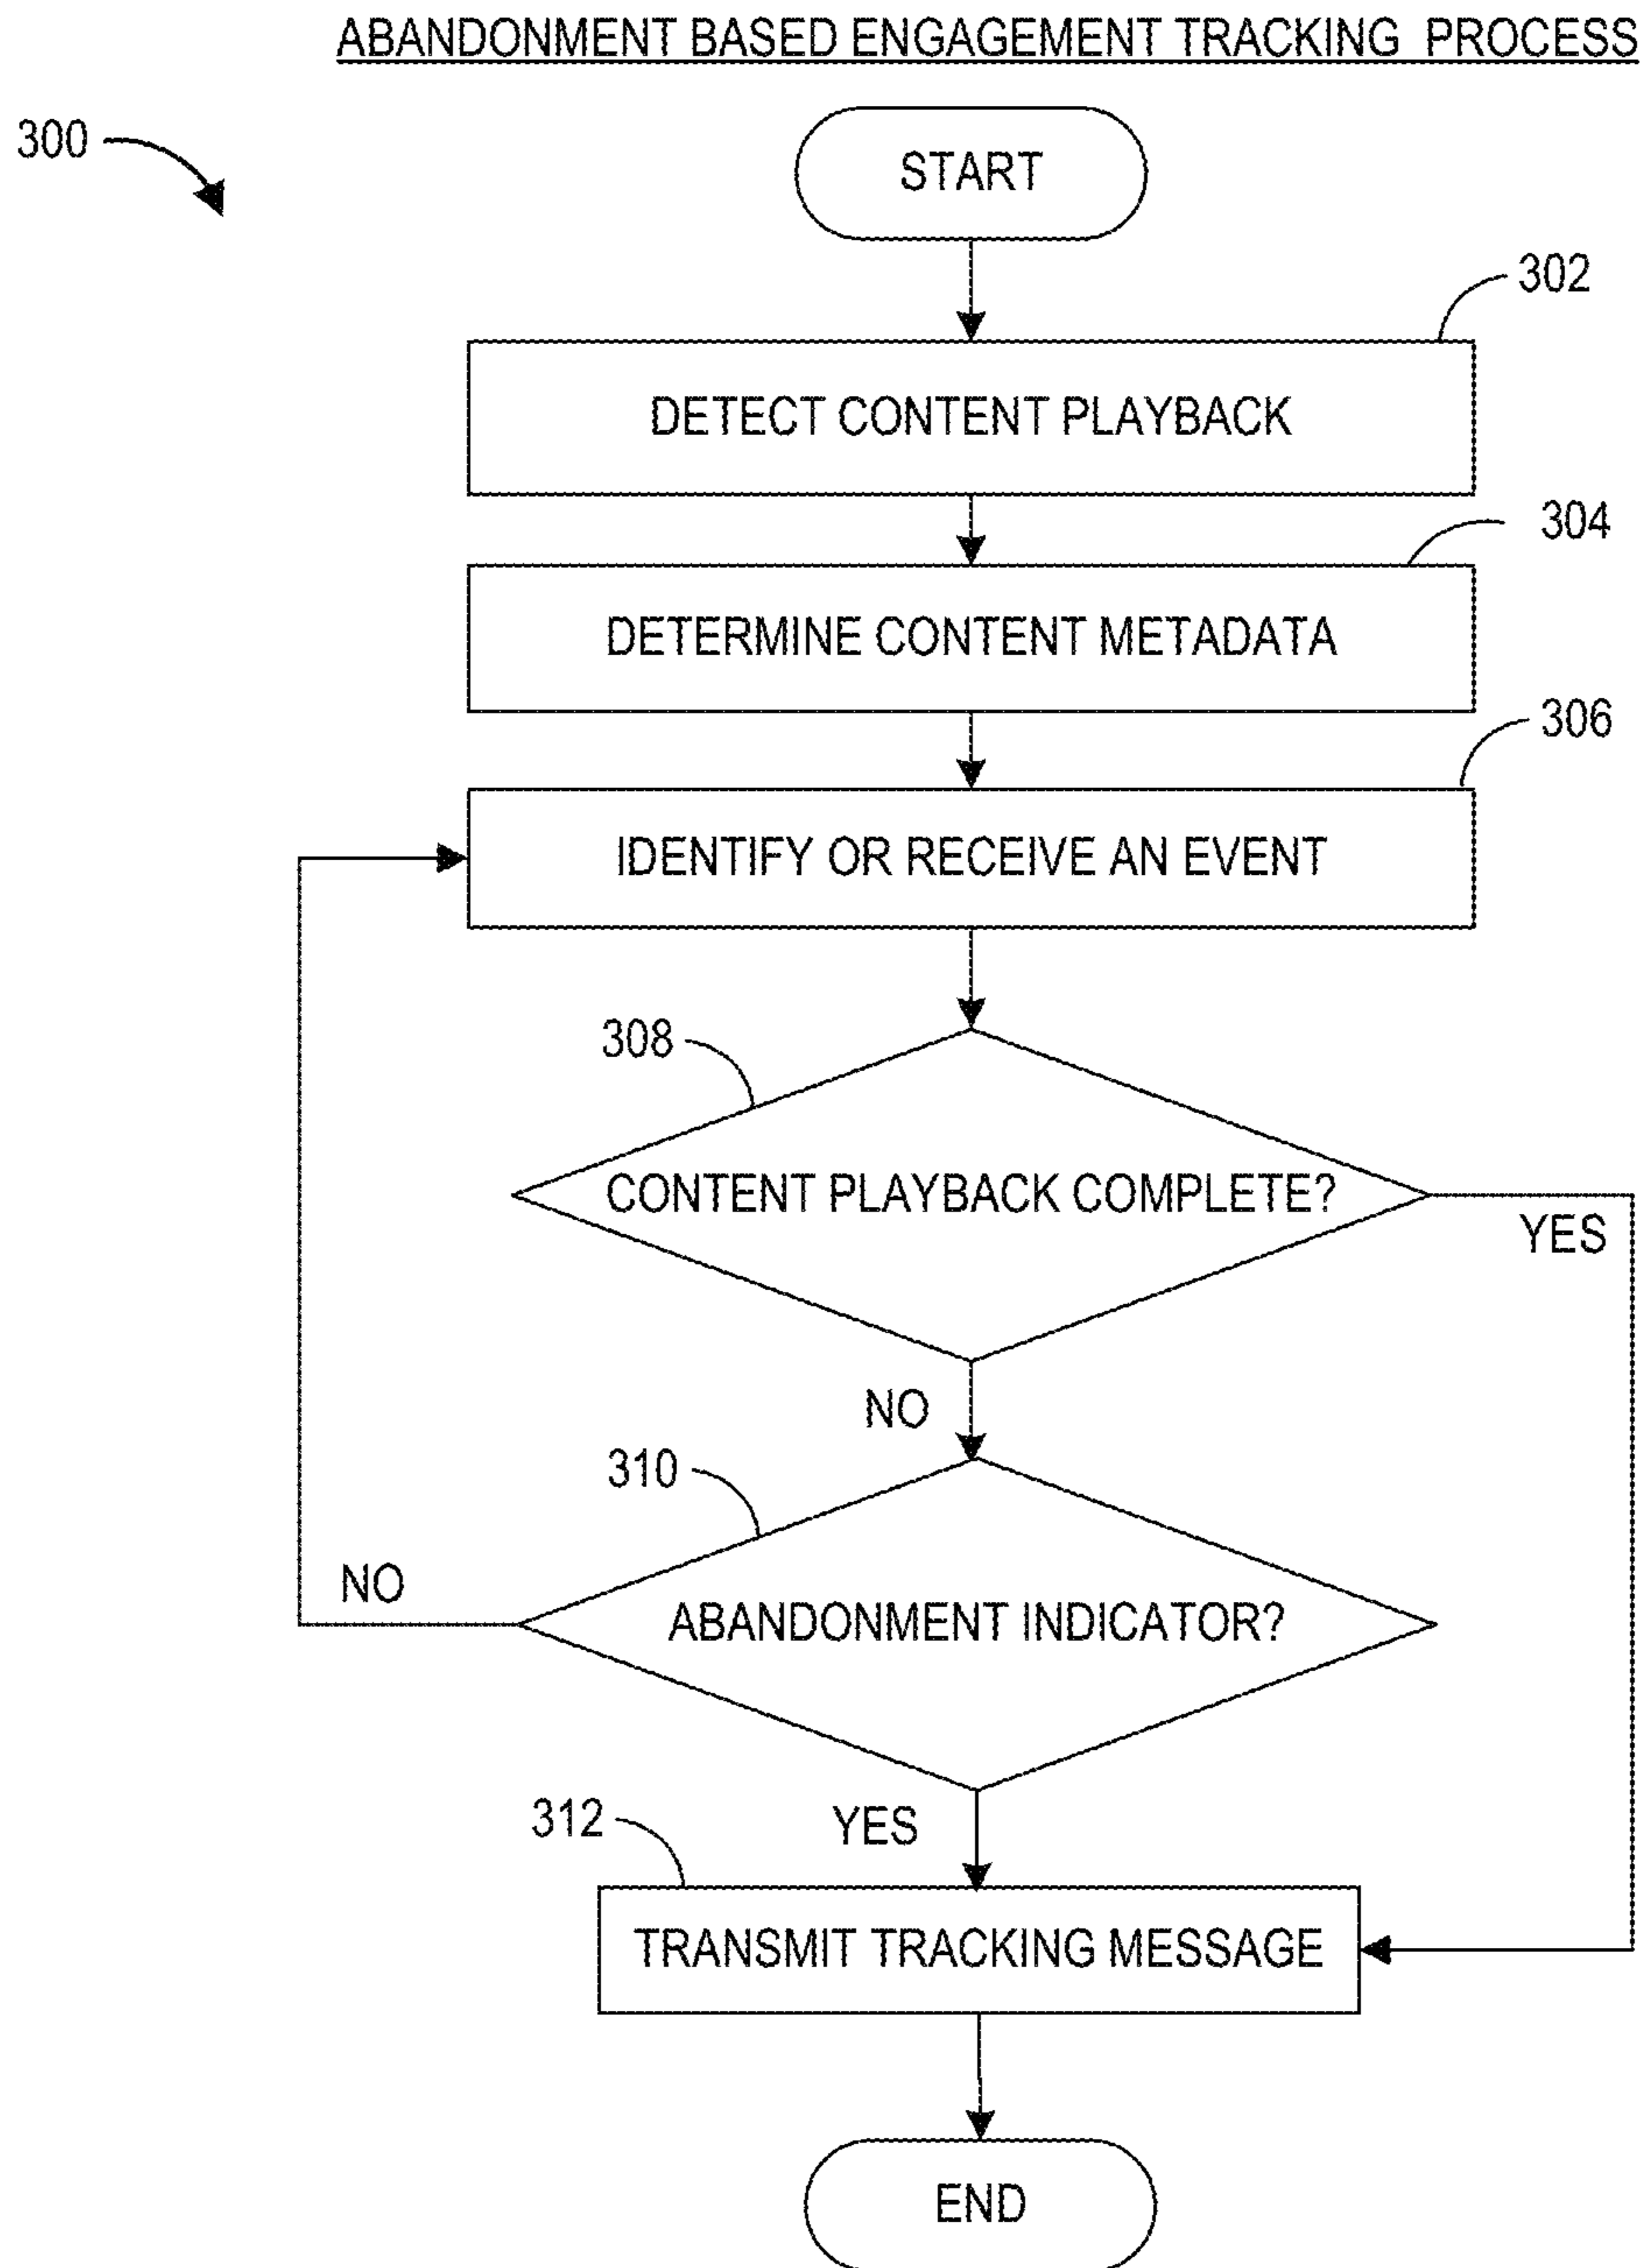 ABANDONMENT BASED ENGAGEMENT TRACKING PROCESS
300
START
302
DETECT CONTENT PLAYBACK
304
DETERMINE CONTENT METADATA
306
IDENTIFY OR RECEIVE AN EVENT
308
CONTENT PLAYBACK COMPLETE?
YES
NO
310
NO
ABANDONMENT INDICATOR?
312
YES
TRANSMIT TRACKING MESSAGE
END